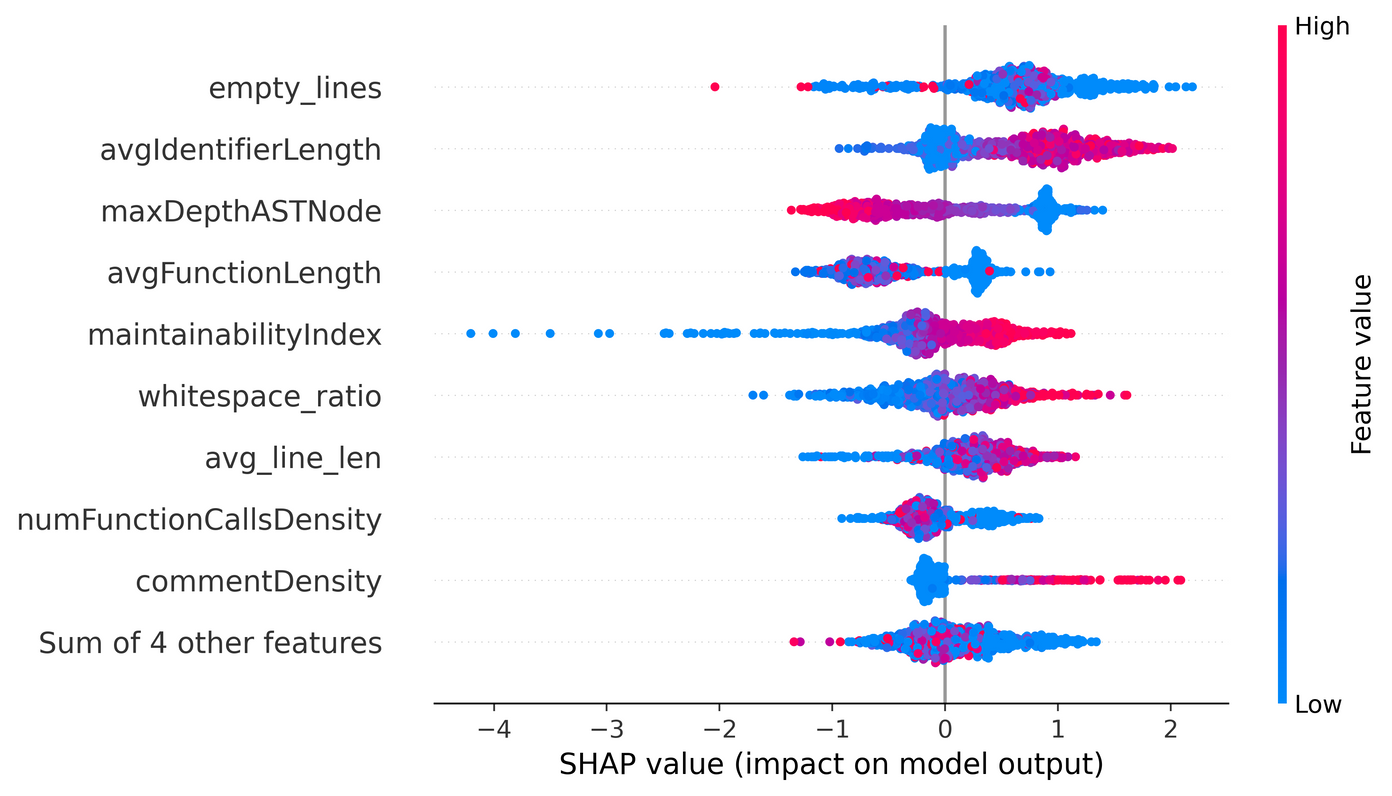 High
empty_lines
avgIdentifierLength
maxDepthASTNode
avgFunctionLength
maintainabilityIndex
whitespace_ratio
avg_line_len
numFunctionCallsDensity
commentDensity
Sum of 4 other features
Feature value
Low
−4 −3 −2 −1 0 1 2
SHAP value (impact on model output)